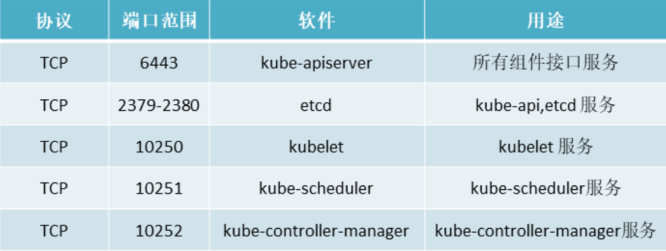 协议 端口范围 软件 用途
TCP 6443 kube-apiserver 所有组件接口服务
TCP 2379-2380 etcd kube-api,etcd 服务
TCP 10250 kubelet kubelet 服务
TCP 10251 kube-scheduler kube-scheduler服务
TCP 10252 kube-controller-manager kube-controller-manager服务